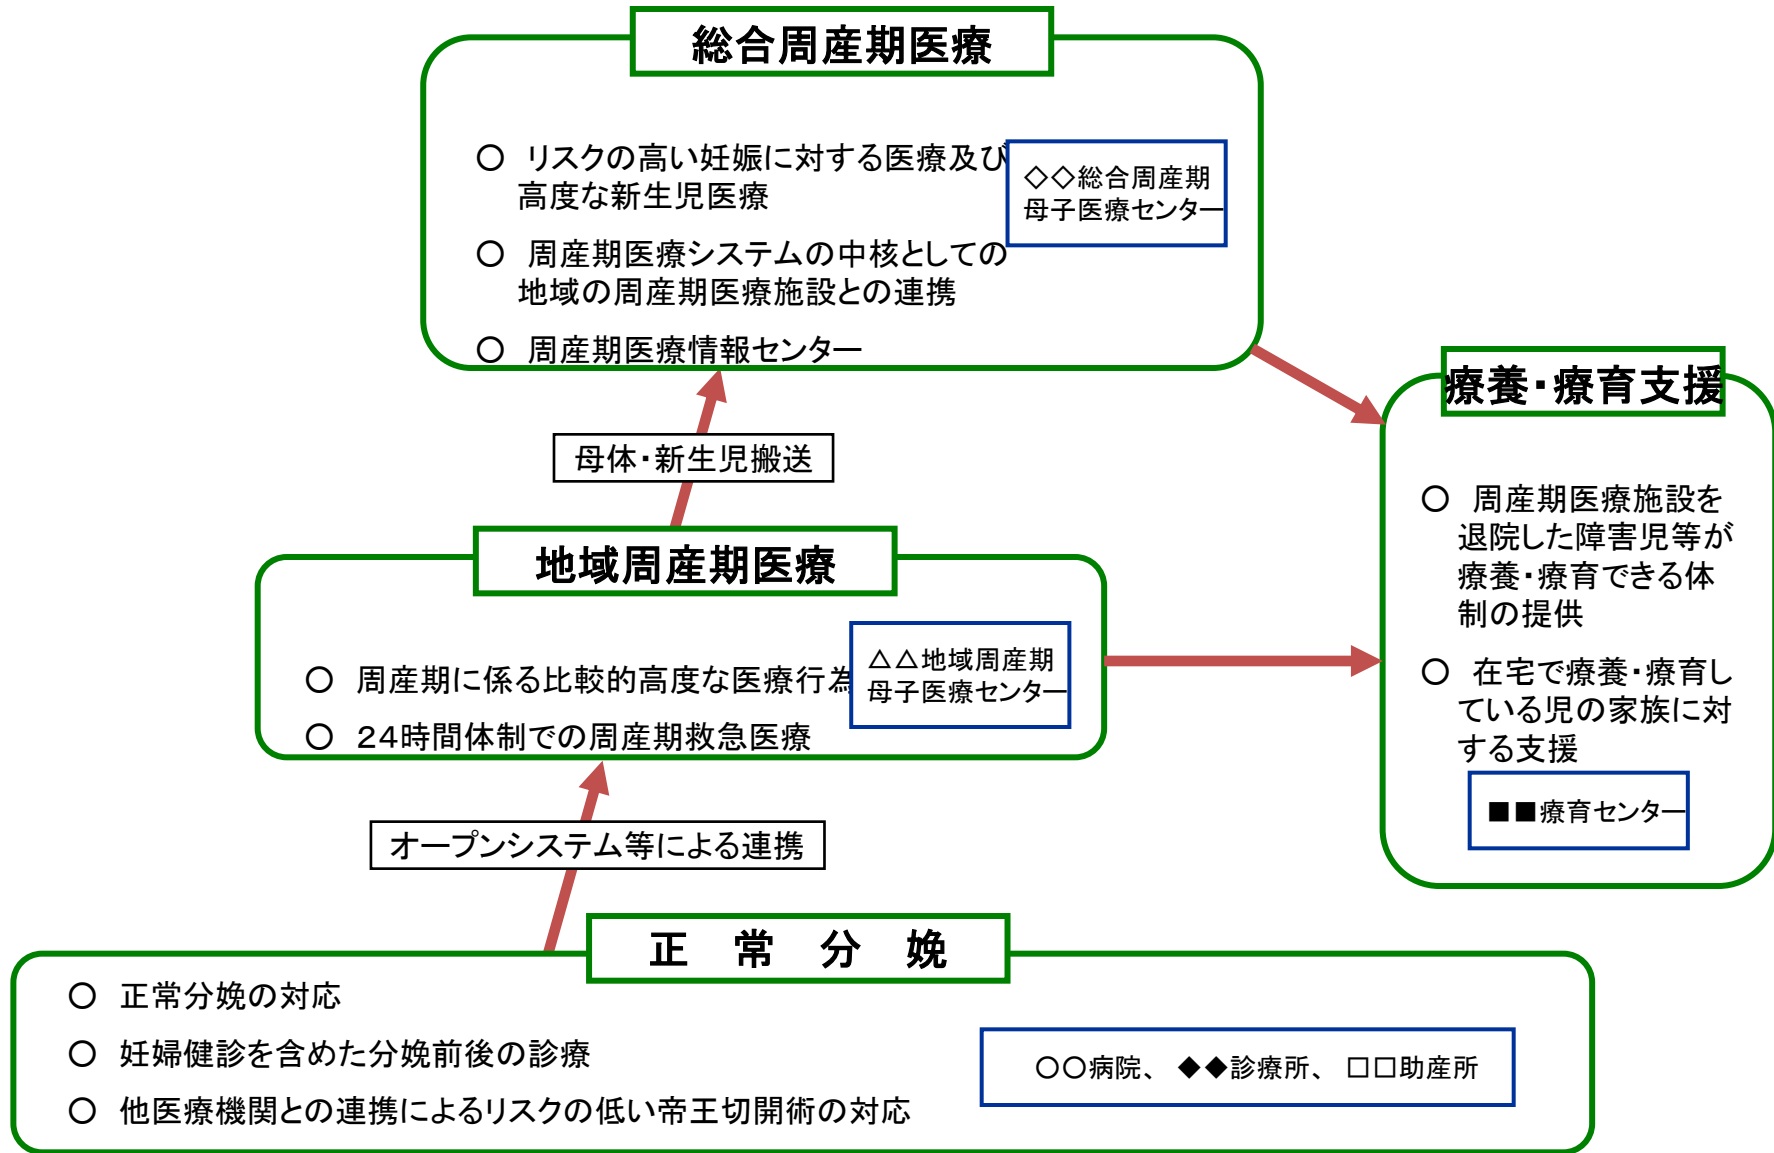 総合周産期医療
○ リスクの高い妊娠に対する医療及び
高度な新生児医療
○ 周産期医療システムの中核としての
地域の周産期医療施設との連携
○ 周産期医療情報センター
◇◇総合周産期
母子医療センター
母体・新生児搬送
療養・療育支援
○ 周産期医療施設を
退院した障害児等が
療養・療育できる体
制の提供
○ 在宅で療養・療育し
ている児の家族に対
する支援
■■療育センター
地域周産期医療
○ 周産期に係る比較的高度な医療行為
○ 24時間体制での周産期救急医療
△△地域周産期
母子医療センター
オープンシステム等による連携
正 常 分 娩
○ 正常分娩の対応
○ 妊婦健診を含めた分娩前後の診療
○ 他医療機関との連携によるリスクの低い帝王切開術の対応
○○病院、 ◆◆診療所、 □□助産所